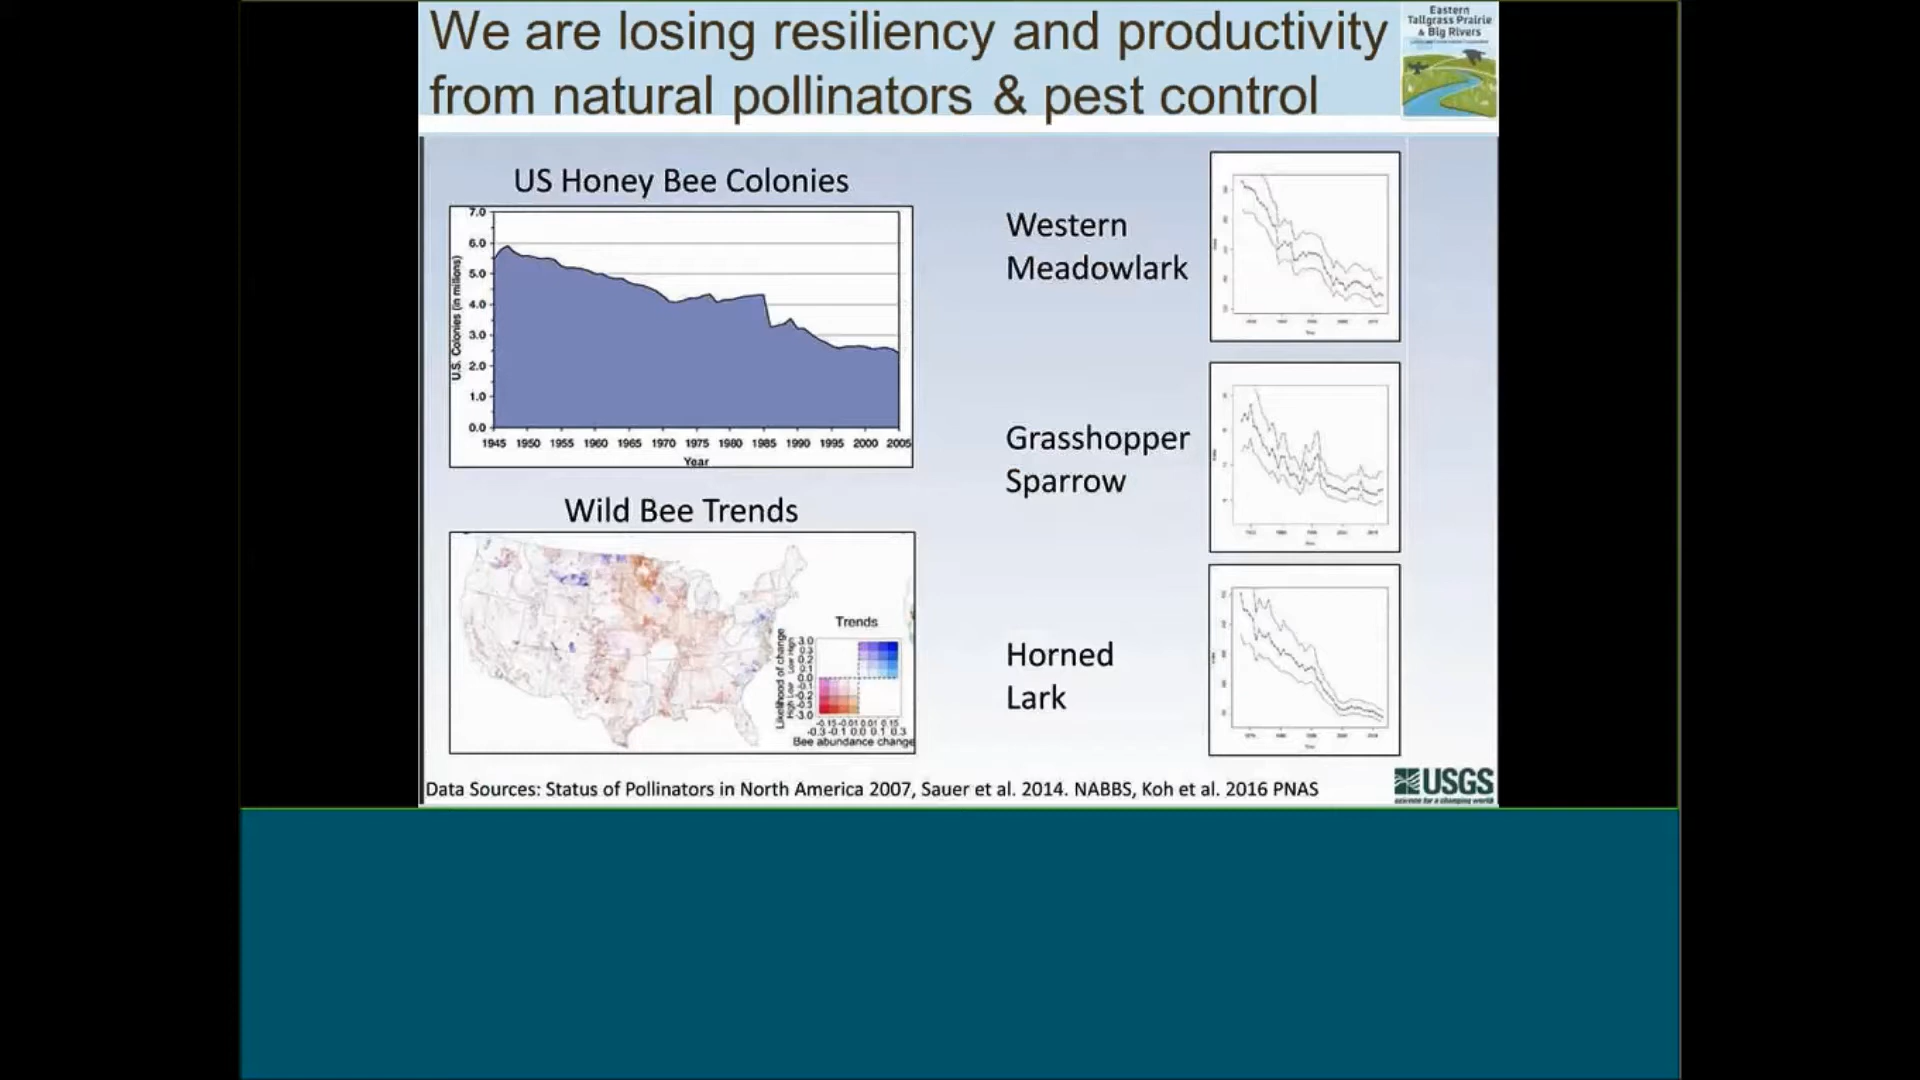 We are losing resiliency and productivity
from natural pollinators & pest control
Eastern
Tallgrass Prairie
& Big Rivers
US Honey Bee Colonies
7.0
6.0
5.0
4.0
3.0
2.0
1.0
0.0
U.S. Colonies (in millions)
1945 1950 1955 1960 1965 1970 1975 1980 1985 1990 1995 2000 2005
Year
Wild Bee Trends
Trends
Likelihood of change
High Low Low High
3.0
0.3
0.2
0.1
0.0
-0.1
-0.2
-0.3
-3.0
-0.15 -0.01 0.01 0.15
-0.3 -0.1 0.0 0.1 0.3
Bee abundance change
Western
Meadowlark
Grasshopper
Sparrow
Horned
Lark
Data Sources: Status of Pollinators in North America 2007, Sauer et al. 2014. NABBS, Koh et al. 2016 PNAS
USGS
science for a changing world